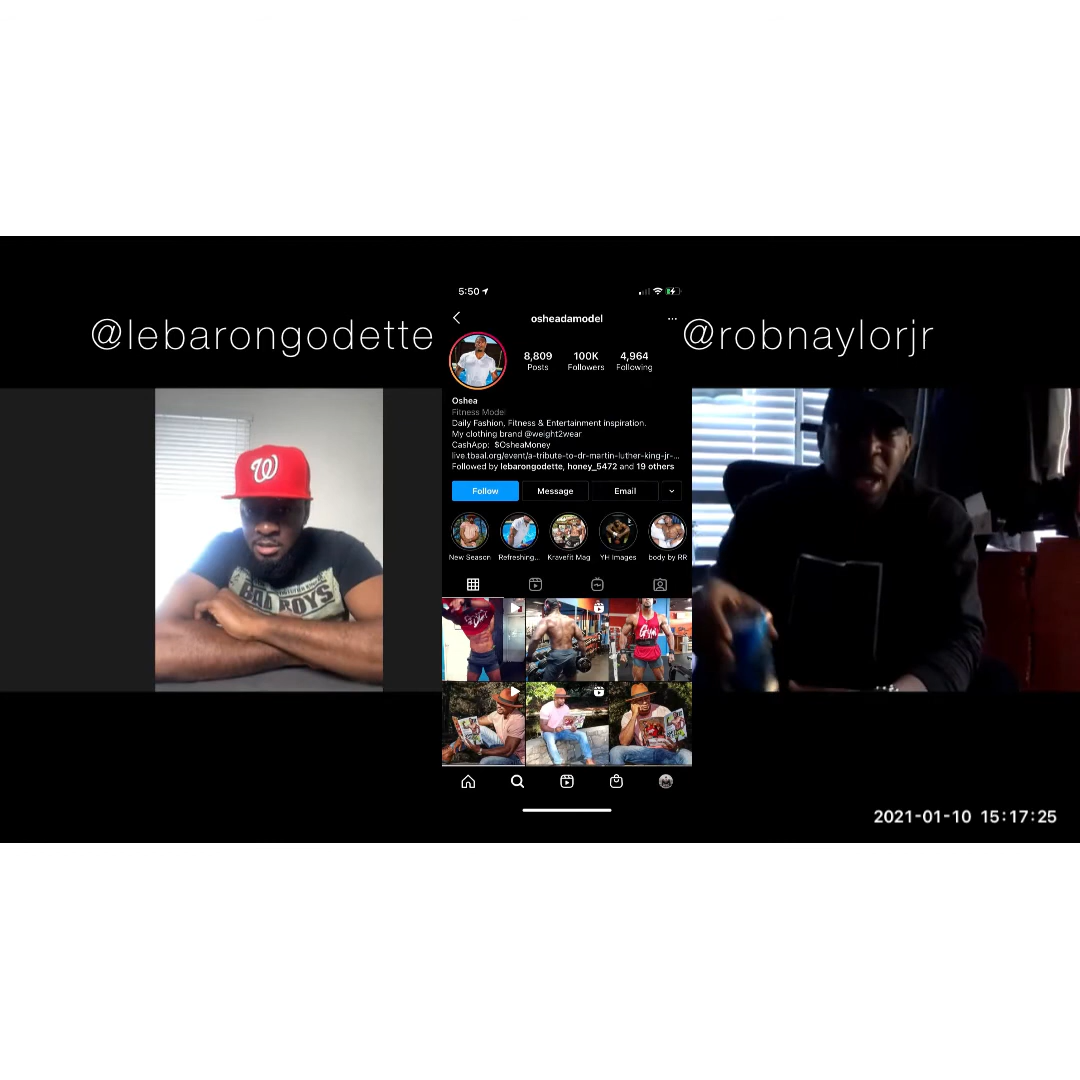 @lebarongodette
5:50
osheadamodel
8,809
100K
4,964
Posts
Followers
Following
Oshea
Fitness Model
Daily Fashion, Fitness & Entertainment inspiration.
My clothing brand @weight2wear
CashApp: $OsheaMoney
live.tbaal.org/event/a-tribute-to-dr-martin-luther-king-jr-...
Followed by lebarongodette, honey_5472 and 19 others
Follow
Message
Email
New Season
Refreshing...
Kravefit Mag
YH Images
body by RR
@robnaylorjr
W
BAD BOYS
2021-01-10 15:17:25